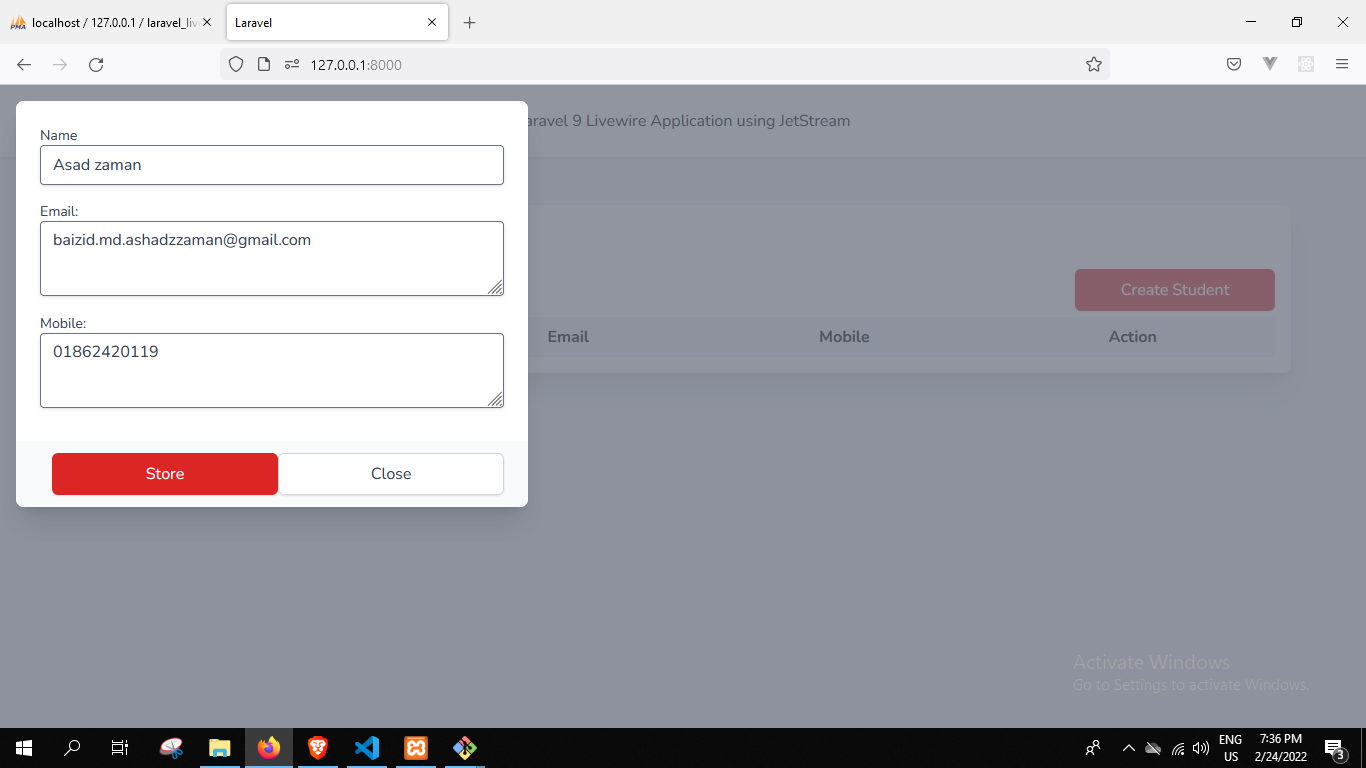 localhost / 127.0.0.1 / laravel_liv
Laravel
127.0.0.1:8000
aravel 9 Livewire Application using JetStream
Name
Asad zaman
Email:
baizid.md.ashadzzaman@gmail.com
Mobile:
01862420119
Store
Close
Create Student
Email
Mobile
Action
Activate Windows
Go to Settings to activate Windows.
ENG
US
7:36 PM
2/24/2022
3